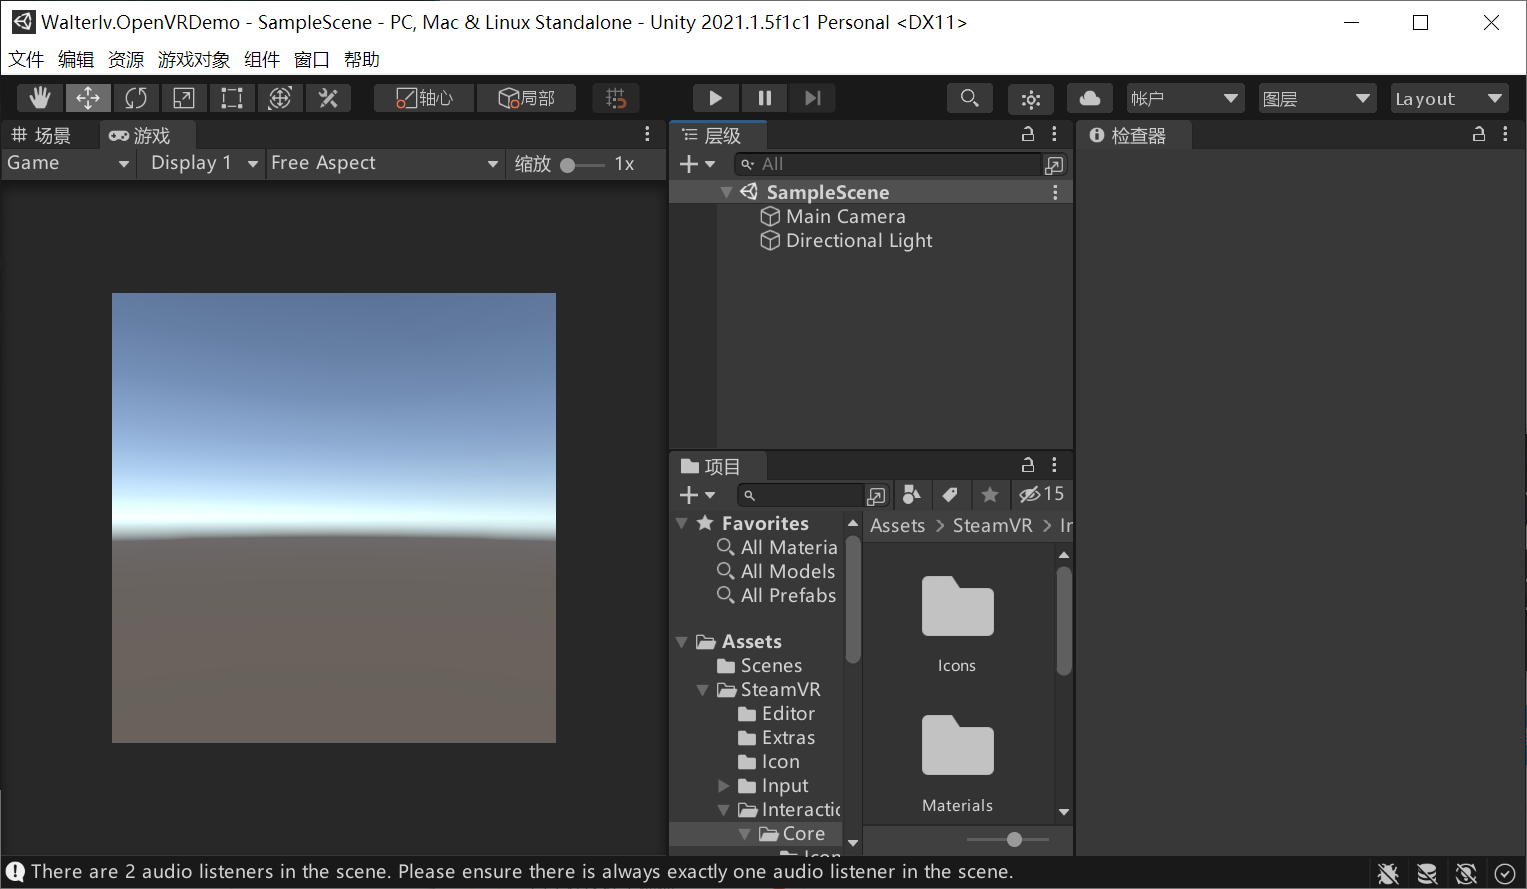 Walterlv.OpenVRDemo - SampleScene - PC, Mac & Linux Standalone - Unity 2021.1.5f1c1 Personal <DX11>
文件 编辑 资源 游戏对象 组件 窗口 帮助
轴心 局部 帐户 图层 Layout
场景 游戏
Game Display 1 Free Aspect 缩放 1x
层级
All
SampleScene
Main Camera
Directional Light
项目
15
Favorites
All Materia
All Models
All Prefabs
Assets
Scenes
SteamVR
Editor
Extras
Icon
Input
Interactio
Core
Icon
Assets > SteamVR > Ir
Icons
Materials
检查器
There are 2 audio listeners in the scene. Please ensure there is always exactly one audio listener in the scene.